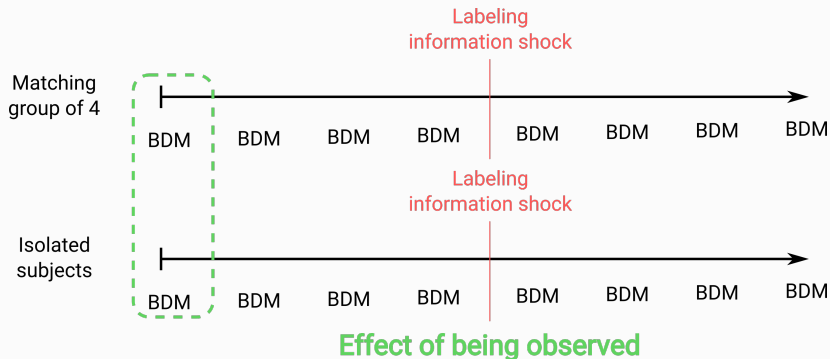 Labeling
information shock
Matching
group of 4
BDM BDM BDM BDM BDM BDM BDM BDM
Labeling
information shock
Isolated
subjects
BDM BDM BDM BDM BDM BDM BDM BDM
Effect of being observed